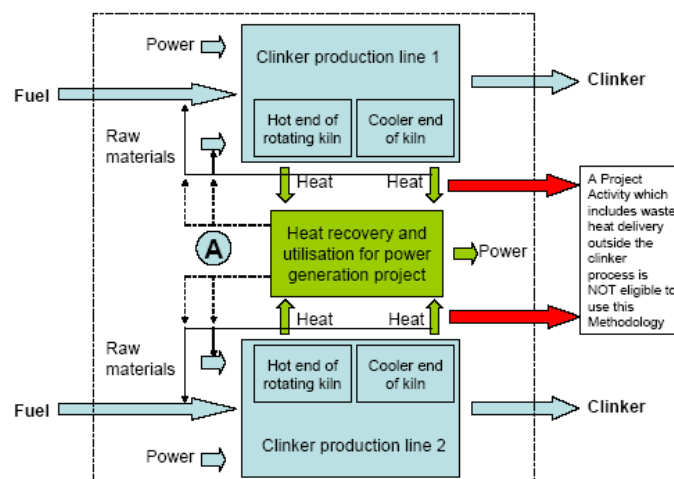 Power
Clinker production line 1
Fuel
Clinker
Hot end of
rotating kiln
Cooler end
of kiln
Raw
materials
Heat
Heat
A Project
Activity which
includes waste
heat delivery
outside the
clinker
process is
NOT eligible to
use this
Methodology
A
Heat recovery and
utilisation for power
generation project
Power
Heat
Heat
Raw
materials
Hot end of
rotating kiln
Cooler end
of kiln
Fuel
Clinker
Clinker production line 2
Power